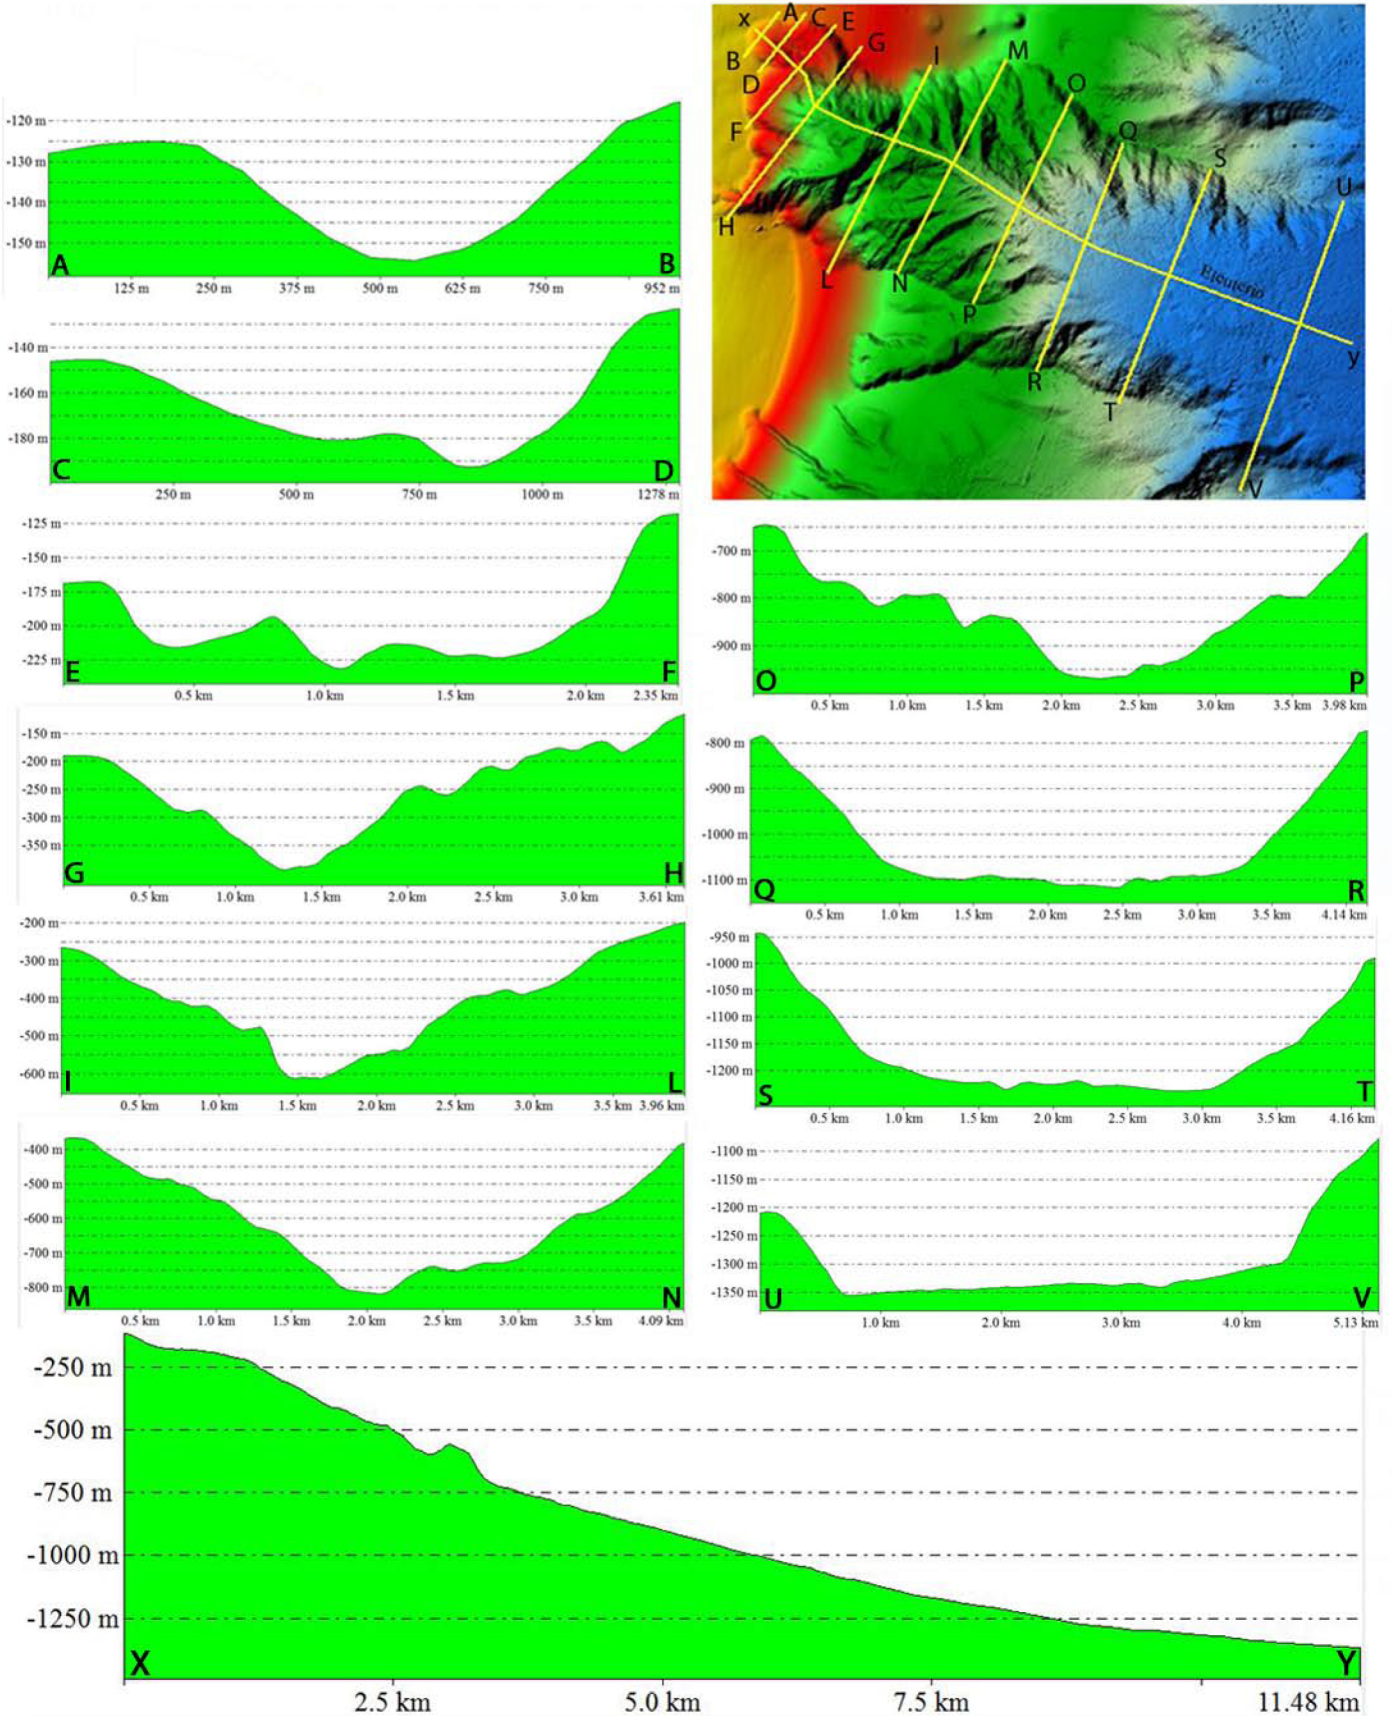 -120 m
-130 m
-140 m
-150 m
A B
125 m 250 m 375 m 500 m 625 m 750 m 952 m
-140 m
-160 m
-180 m
C D
250 m 500 m 750 m 1000 m 1278 m
-125 m
-150 m
-175 m
-200 m
-225 m
E F
0.5 km 1.0 km 1.5 km 2.0 km 2.35 km
-150 m
-200 m
-250 m
-300 m
-350 m
G H
0.5 km 1.0 km 1.5 km 2.0 km 2.5 km 3.0 km 3.61 km
-200 m
-300 m
-400 m
-500 m
-600 m
I L
0.5 km 1.0 km 1.5 km 2.0 km 2.5 km 3.0 km 3.5 km 3.96 km
-400 m
-500 m
-600 m
-700 m
-800 m
M N
0.5 km 1.0 km 1.5 km 2.0 km 2.5 km 3.0 km 3.5 km 4.09 km
x A C E
B G I M
D O
F Q
S
U
H
L N Eleuterio
P
y
R
T
V
-700 m
-800 m
-900 m
O P
0.5 km 1.0 km 1.5 km 2.0 km 2.5 km 3.0 km 3.5 km 3.98 km
-800 m
-900 m
-1000 m
-1100 m
Q R
0.5 km 1.0 km 1.5 km 2.0 km 2.5 km 3.0 km 3.5 km 4.14 km
-950 m
-1000 m
-1050 m
-1100 m
-1150 m
-1200 m
S T
0.5 km 1.0 km 1.5 km 2.0 km 2.5 km 3.0 km 3.5 km 4.16 km
-1100 m
-1150 m
-1200 m
-1250 m
-1300 m
-1350 m
U V
1.0 km 2.0 km 3.0 km 4.0 km 5.13 km
-250 m
-500 m
-750 m
-1000 m
-1250 m
X Y
2.5 km 5.0 km 7.5 km 11.48 km